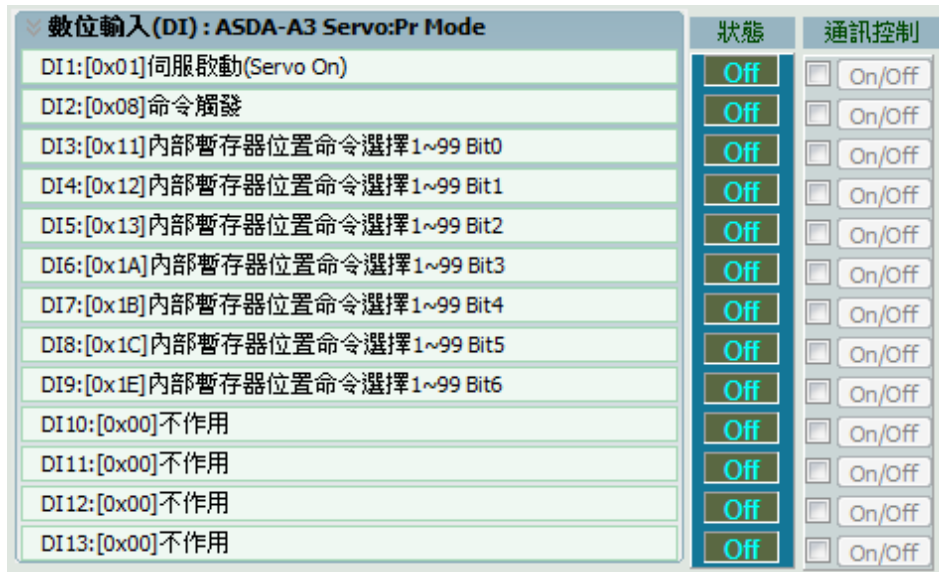 數位輸入(DI) : ASDA-A3 Servo:Pr Mode 狀態 通訊控制
DI1:[0x01]伺服啟動(Servo On) Off On/Off
DI2:[0x08]命令觸發 Off On/Off
DI3:[0x11]內部暫存器位置命令選擇1~99 Bit0 Off On/Off
DI4:[0x12]內部暫存器位置命令選擇1~99 Bit1 Off On/Off
DI5:[0x13]內部暫存器位置命令選擇1~99 Bit2 Off On/Off
DI6:[0x1A]內部暫存器位置命令選擇1~99 Bit3 Off On/Off
DI7:[0x1B]內部暫存器位置命令選擇1~99 Bit4 Off On/Off
DI8:[0x1C]內部暫存器位置命令選擇1~99 Bit5 Off On/Off
DI9:[0x1E]內部暫存器位置命令選擇1~99 Bit6 Off On/Off
DI10:[0x00]不作用 Off On/Off
DI11:[0x00]不作用 Off On/Off
DI12:[0x00]不作用 Off On/Off
DI13:[0x00]不作用 Off On/Off